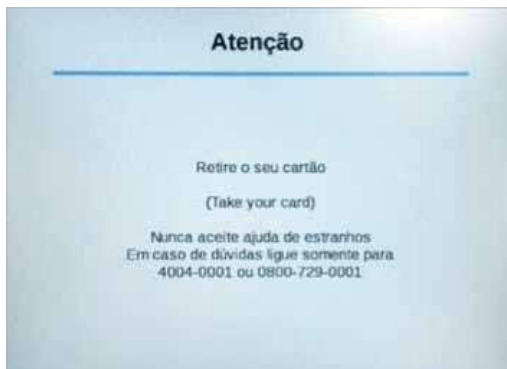 Atenção
Retire o seu cartão
(Take your card)
Nunca aceite ajuda de estranhos
Em caso de dúvidas ligue somente para
4004-0001 ou 0800-729-0001